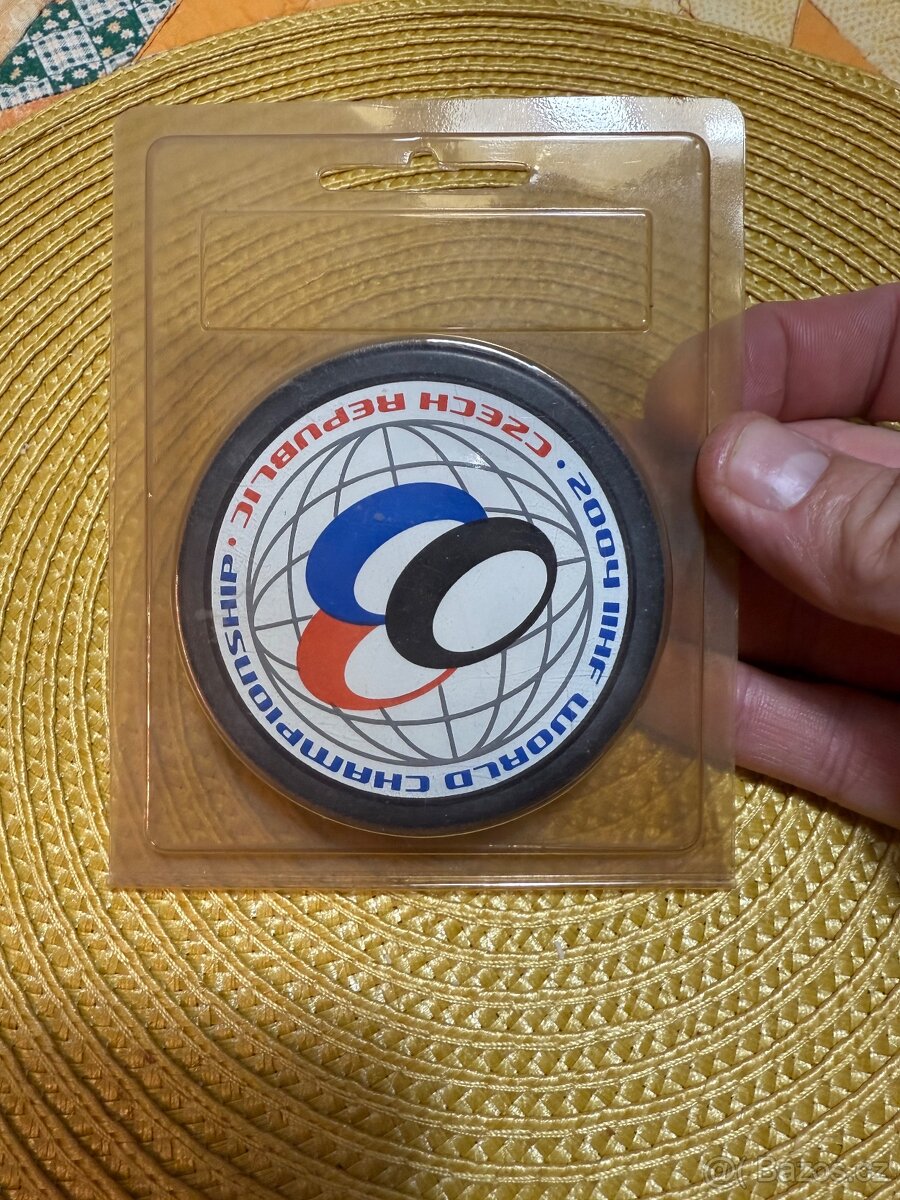 2004 IIHF WORLD CHAMPIONSHIP
• CZECH REPUBLIC •
Bazos.cz